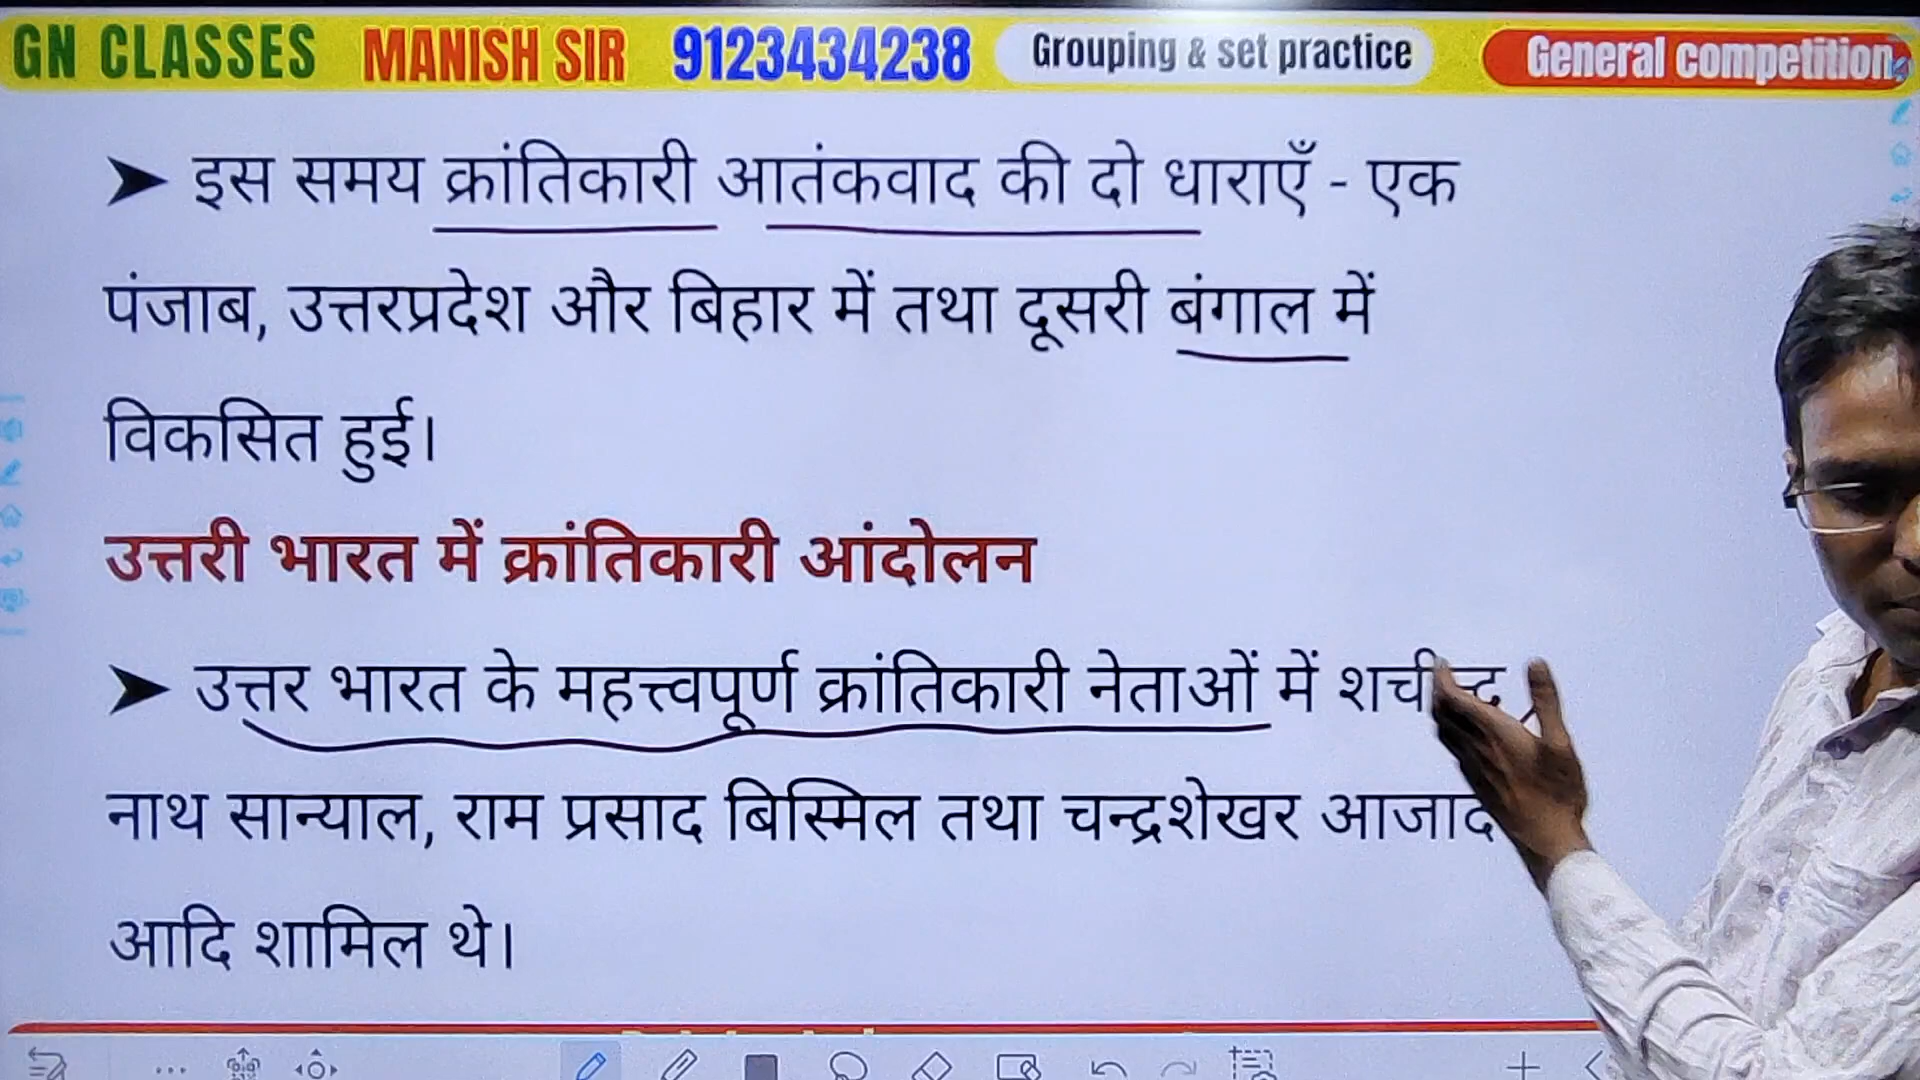 GN CLASSES MANISH SIR 9123434238 Grouping & set practice General competition
➤ इस समय क्रांतिकारी आतंकवाद की दो धाराएँ - एक
पंजाब, उत्तरप्रदेश और बिहार में तथा दूसरी बंगाल में
विकसित हुई।
उत्तरी भारत में क्रांतिकारी आंदोलन
➤ उत्तर भारत के महत्त्वपूर्ण क्रांतिकारी नेताओं में
नाथ सान्याल, राम प्रसाद बिस्मिल तथा चन्द्रशेखर आजाद
आदि शामिल थे।